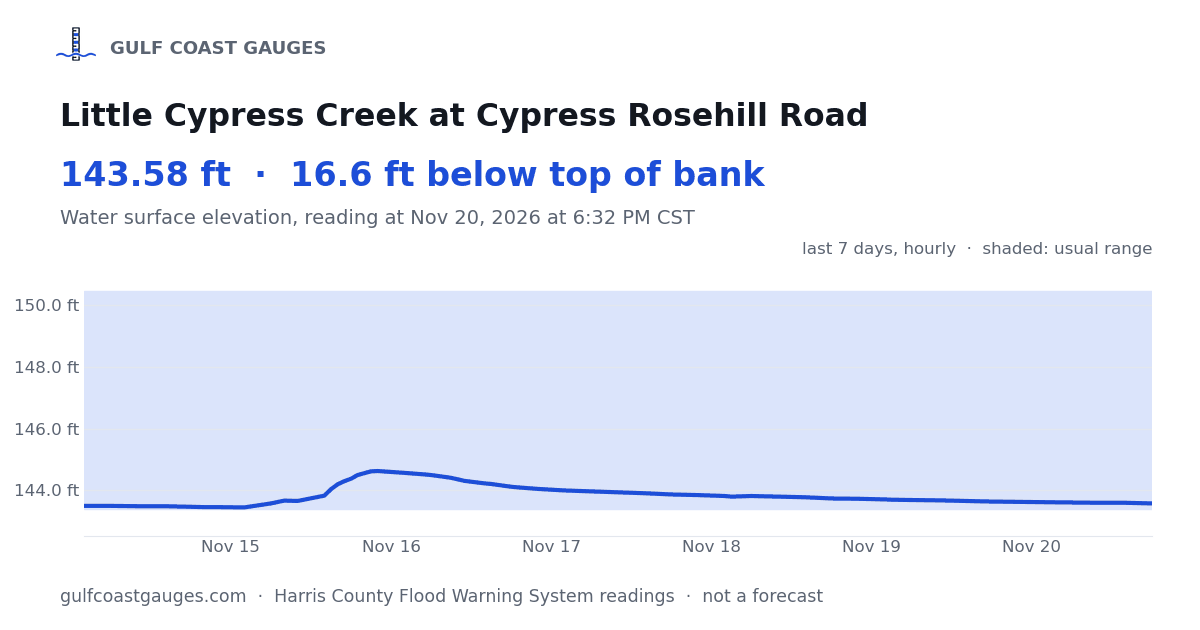 GULF COAST GAUGES
Little Cypress Creek at Cypress Rosehill Road
143.58 ft · 16.6 ft below top of bank
Water surface elevation, reading at Nov 20, 2026 at 6:32 PM CST
last 7 days, hourly · shaded: usual range
150.0 ft
148.0 ft
146.0 ft
144.0 ft
Nov 15 Nov 16 Nov 17 Nov 18 Nov 19 Nov 20
gulfcoastgauges.com · Harris County Flood Warning System readings · not a forecast